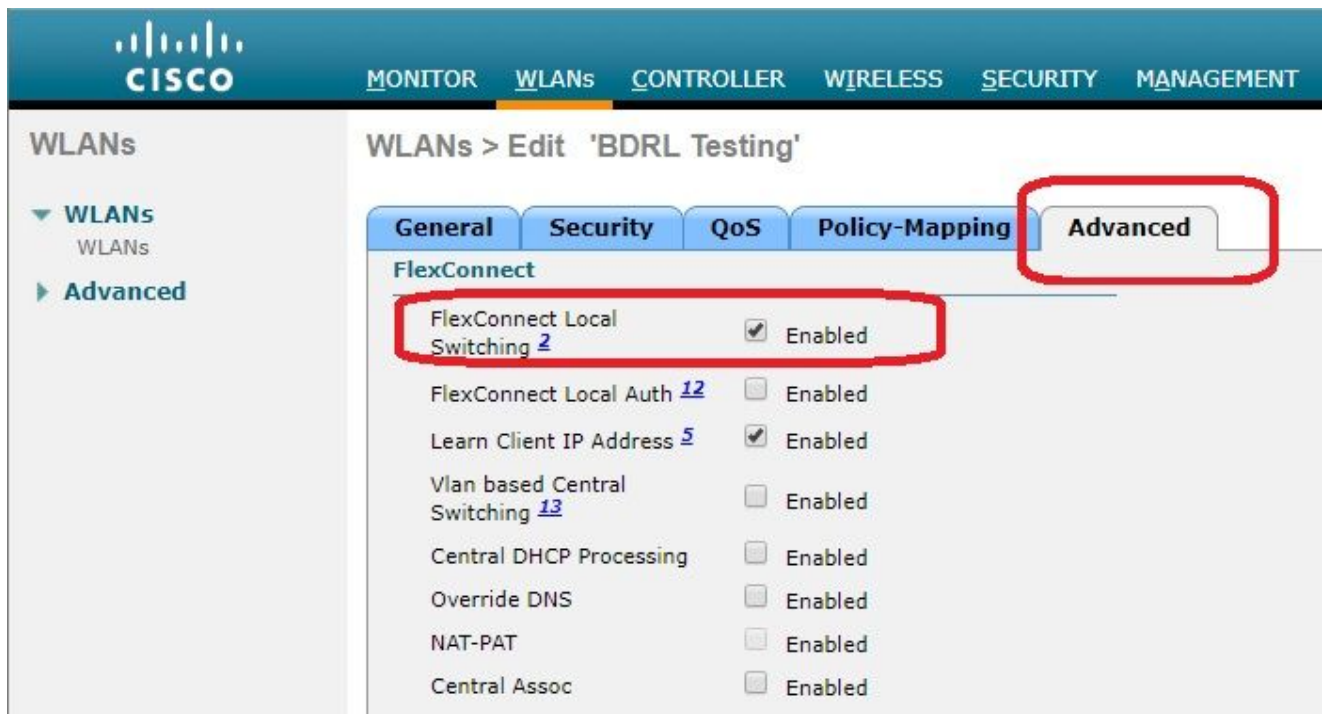 CISCO
MONITOR WLANs CONTROLLER WIRELESS SECURITY MANAGEMENT
WLANs
WLANs
WLANs
Advanced
WLANs > Edit 'BDRL Testing'
General Security QoS Policy-Mapping Advanced
FlexConnect
FlexConnect Local
Switching 2 Enabled
FlexConnect Local Auth 12 Enabled
Learn Client IP Address 5 Enabled
Vlan based Central
Switching 13 Enabled
Central DHCP Processing Enabled
Override DNS Enabled
NAT-PAT Enabled
Central Assoc Enabled